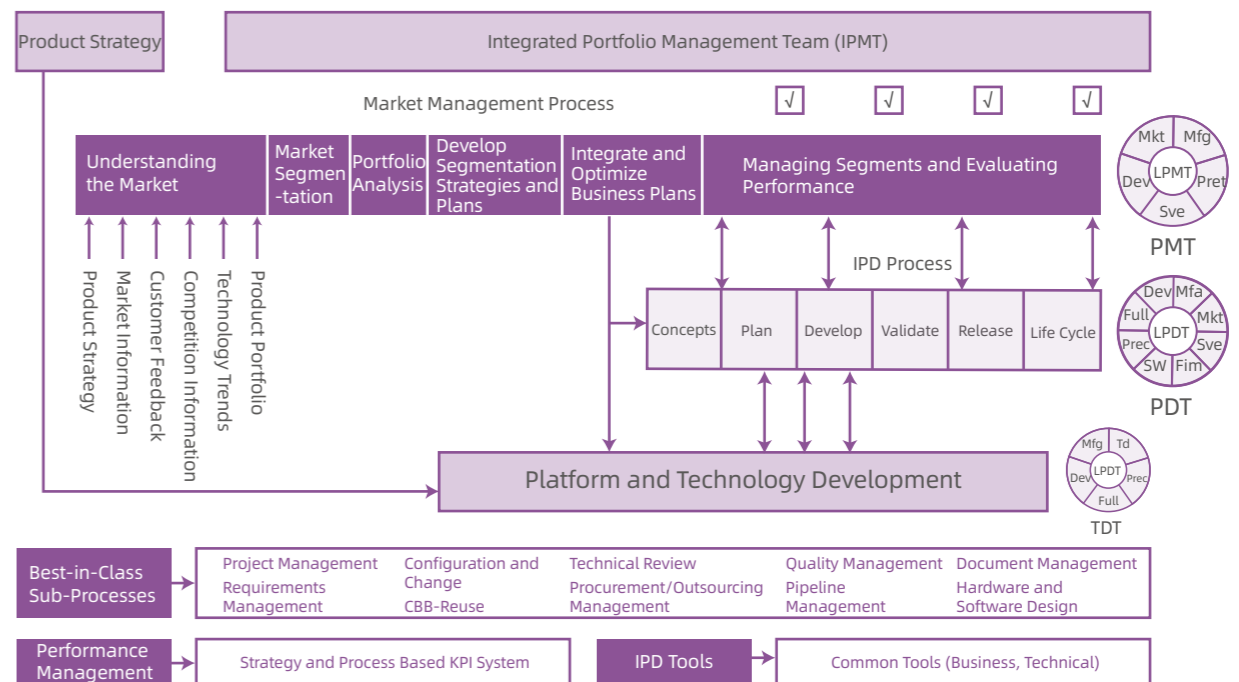 Product Strategy
Integrated Portfolio Management Team (IPMT)
Market Management Process
√
√
√
√
Understanding
the Market
Market
Segmen
-tation
Portfolio
Analysis
Develop
Segmentation
Strategies and
Plans
Integrate and
Optimize
Business Plans
Managing Segments and Evaluating
Performance
Mkt
Mfg
Dev
LPMT
Pret
Sve
PMT
Product Strategy
Market Information
Customer Feedback
Competition Information
Technology Trends
Product Portfolio
IPD Process
Concepts
Plan
Develop
Validate
Release
Life Cycle
Dev
Mfa
Full
Mkt
LPDT
Prec
Sve
SW
Fim
PDT
Platform and Technology Development
Mfg
Td
LPDT
Dev
Prec
Full
TDT
Best-in-Class
Sub-Processes
Project Management
Requirements
Management
Configuration and
Change
CBB-Reuse
Technical Review
Procurement/Outsourcing
Management
Quality Management
Pipeline
Management
Document Management
Hardware and
Software Design
Performance
Management
Strategy and Process Based KPI System
IPD Tools
Common Tools (Business, Technical)